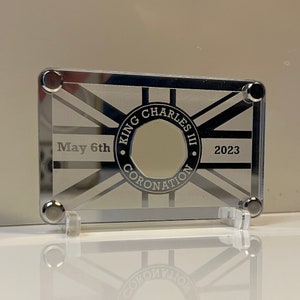 KING CHARLES III
May 6th
2023
CORONATION